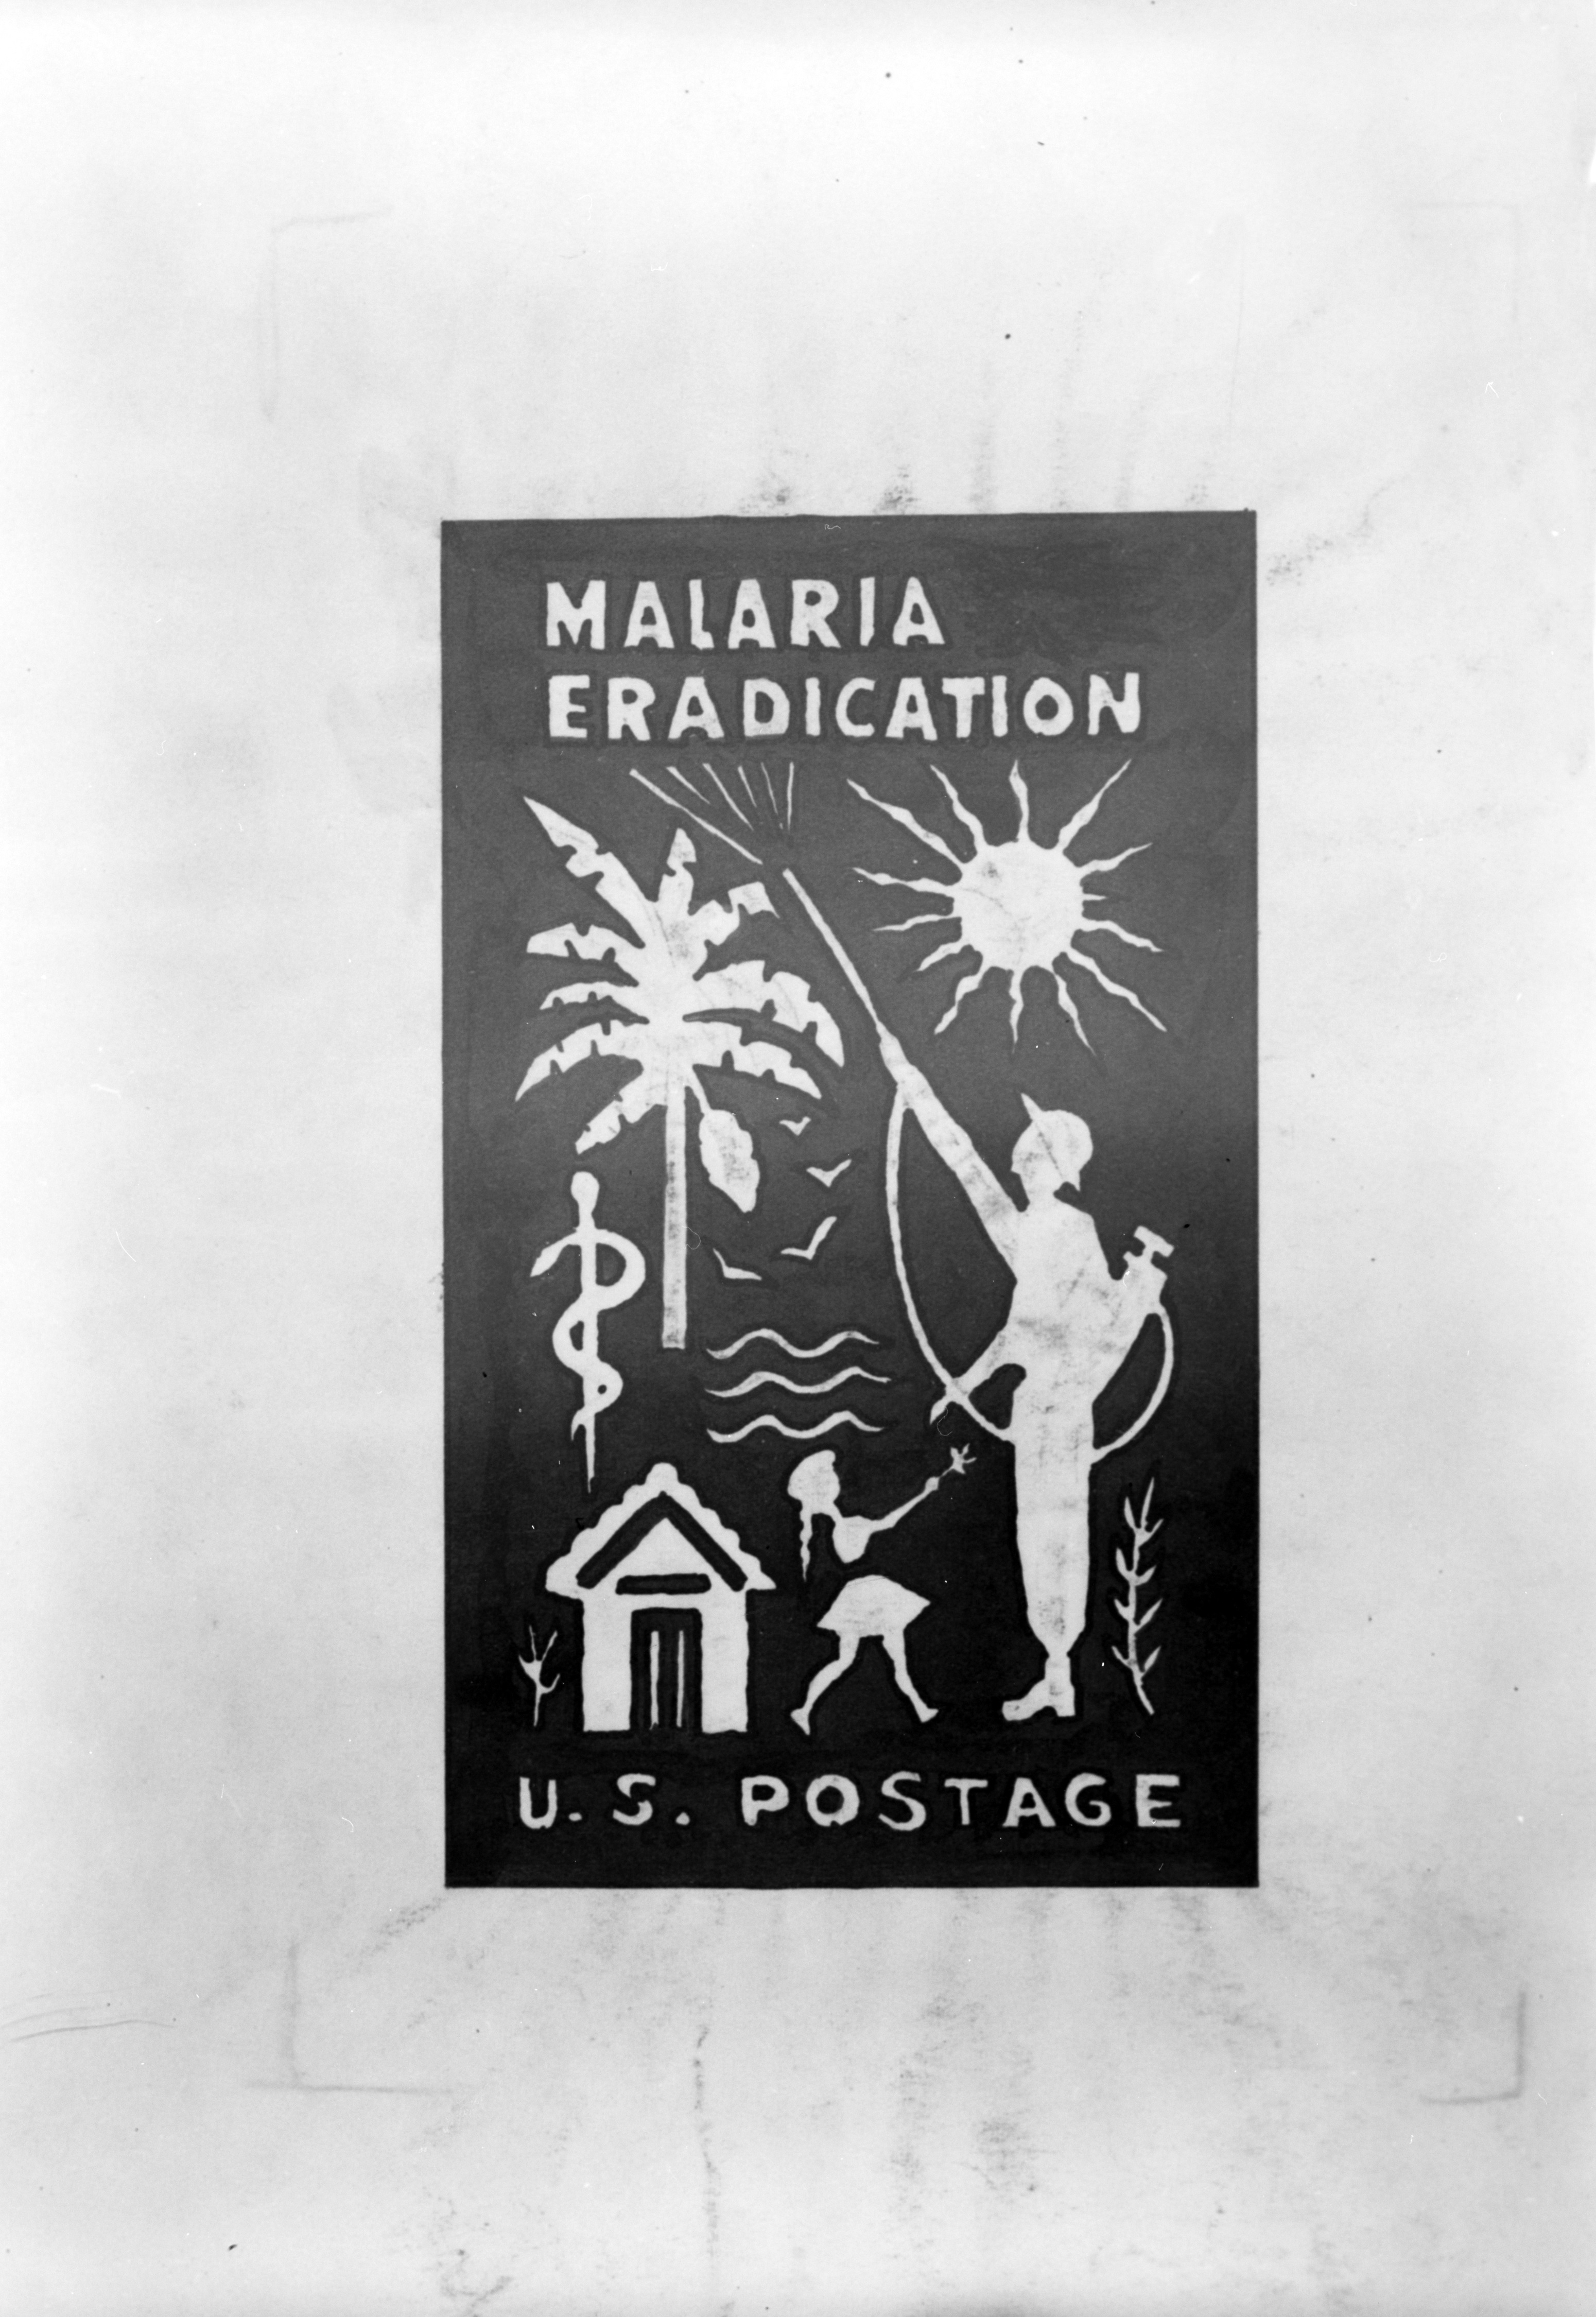 MALARIA
ERADICATION
U.S. POSTAGE